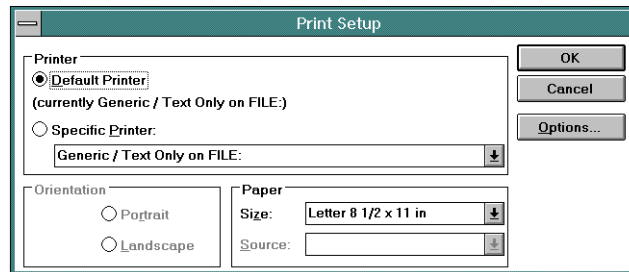 Print Setup
Printer
Default Printer
(currently Generic / Text Only on FILE:)
Specific Printer:
Generic / Text Only on FILE:
OK
Cancel
Options...
Orientation
Portrait
Landscape
Paper
Size: Letter 8 1/2 x 11 in
Source: